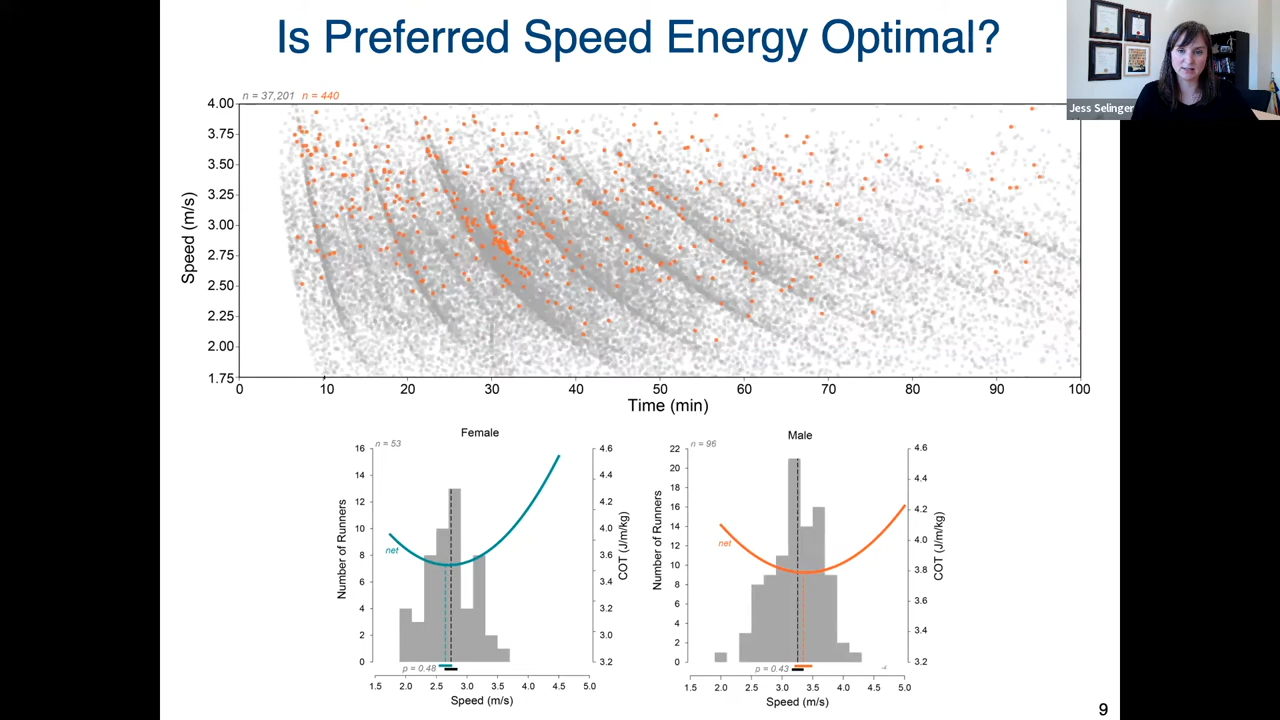 Is Preferred Speed Energy Optimal?
Jess Selinger
n = 37,201 n = 440
4.00
3.75
3.50
3.25
3.00
2.75
2.50
2.25
2.00
1.75
Speed (m/s)
0 10 20 30 40 50 60 70 80 90 100
Time (min)
Female
n = 53
16
14
12
10
8
6
4
2
0
Number of Runners
net
p = 0.48
4.6
4.4
4.2
4.0
3.6
3.4
3.2
3.0
3.2
COT (J/m/kg)
1.5 2.0 2.5 3.0 3.5 4.0 4.5 5.0
Speed (m/s)
Male
n = 96
22
20
18
16
14
12
10
8
6
4
2
0
Number of Runners
net
p = 0.43
-4
4.6
4.4
4.2
4.0
3.8
3.6
3.4
3.2
COT (J/m/kg)
1.5 2.0 2.5 3.0 3.5 4.0 4.5 5.0
Speed (m/s)
9